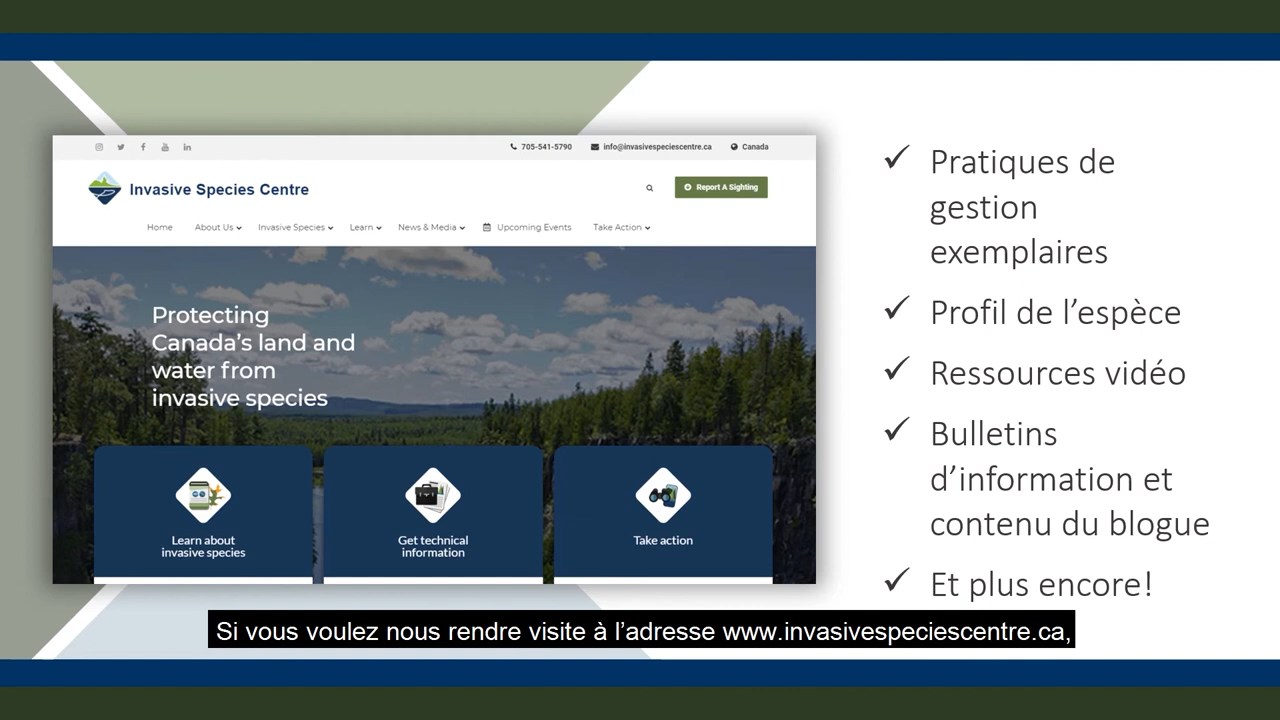 705-541-5790 info@invasivespeciescentre.ca Canada
Invasive Species Centre
Report A Sighting
Home About Us Invasive Species Learn News & Media Upcoming Events Take Action
Protecting
Canada's land and
water from
invasive species
Learn about
invasive species
Get technical
information
Take action
Pratiques de
gestion
exemplaires
Profil de l’espèce
Ressources vidéo
Bulletins
d’information et
contenu du blogue
Et plus encore!
Si vous voulez nous rendre visite à l’adresse www.invasivespeciescentre.ca,